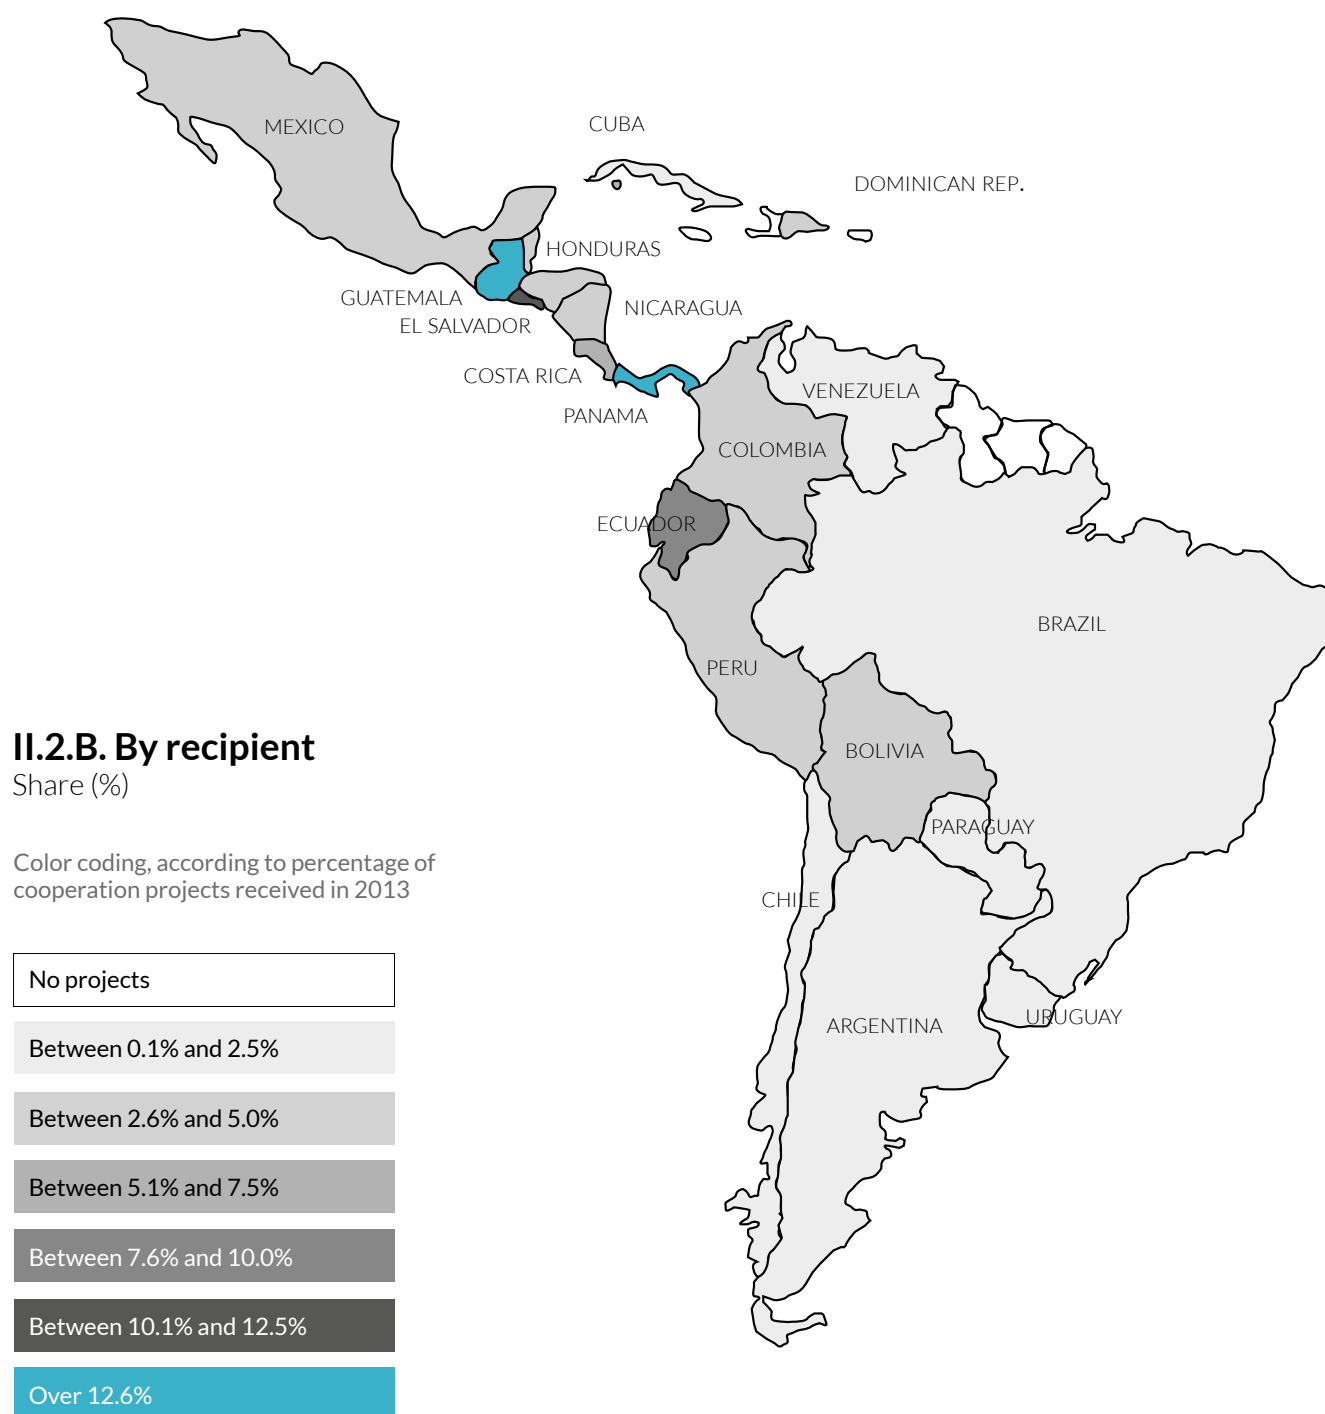 MEXICO
CUBA
DOMINICAN REP.
HONDURAS
GUATEMALA
NICARAGUA
EL SALVADOR
COSTA RICA
PANAMA
VENEZUELA
COLOMBIA
ECUADOR
BRAZIL
PERU
BOLIVIA
PARAGUAY
CHILE
ARGENTINA
URUGUAY
II.2.B. By recipient
Share (%)
Color coding, according to percentage of
cooperation projects received in 2013
No projects
Between 0.1% and 2.5%
Between 2.6% and 5.0%
Between 5.1% and 7.5%
Between 7.6% and 10.0%
Between 10.1% and 12.5%
Over 12.6%